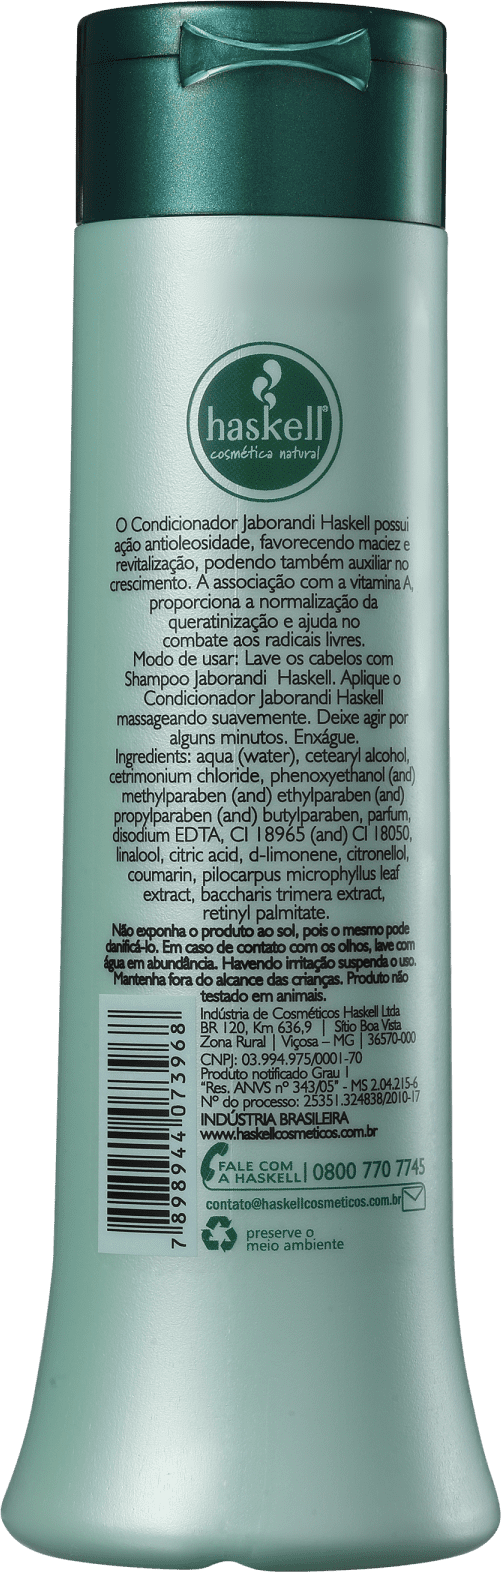 haskell®
cosmética natural
O Condicionador Jaborandi Haskell possui
ação antioleosidade, favorecendo maciez e
revitalização, podendo também auxiliar no
crescimento. A associação com a vitamina A,
proporciona a normalização da
queratinização e ajuda no
combate aos radicais livres.
Modo de usar: Lave os cabelos com
Shampoo Jaborandi Haskell. Aplique o
Condicionador Jaborandi Haskell
massageando suavemente. Deixe agir por
alguns minutos. Enxágue.
Ingredients: aqua (water), cetearyl alcohol,
cetrimonium chloride, phenoxyethanol (and)
methylparaben (and) ethylparaben (and)
propylparaben (and) butylparaben, parfum,
disodium EDTA, CI 18965 (and) CI 18050,
linalool, citric acid, d-limonene, citronellol,
coumarin, pilocarpus microphyllus leaf
extract, baccharis trimera extract,
retinyl palmitate.
Não exponha o produto ao sol, pois o mesmo pode
danificá-lo. Em caso de contato com os olhos, lave com
água em abundância. Havendo irritação suspenda o uso.
Mantenha fora do alcance das crianças. Produto não
testado em animais.
Indústria de Cosméticos Haskell Ltda
BR 120, Km 636,9 | Sítio Boa Vista
Zona Rural | Viçosa – MG | 36570-000
CNPJ: 03.994.975/0001-70
Produto notificado Grau I
"Res. ANVS nº 343/05" - MS 2.04.215-6
Nº do processo: 25351.324838/2010-17
INDÚSTRIA BRASILEIRA
www.haskellcosmeticos.com.br
FALE COM
A HASKELL | 0800 770 7745
contato@haskellcosmeticos.com.br
preserve o
meio ambiente
7 898944 073968